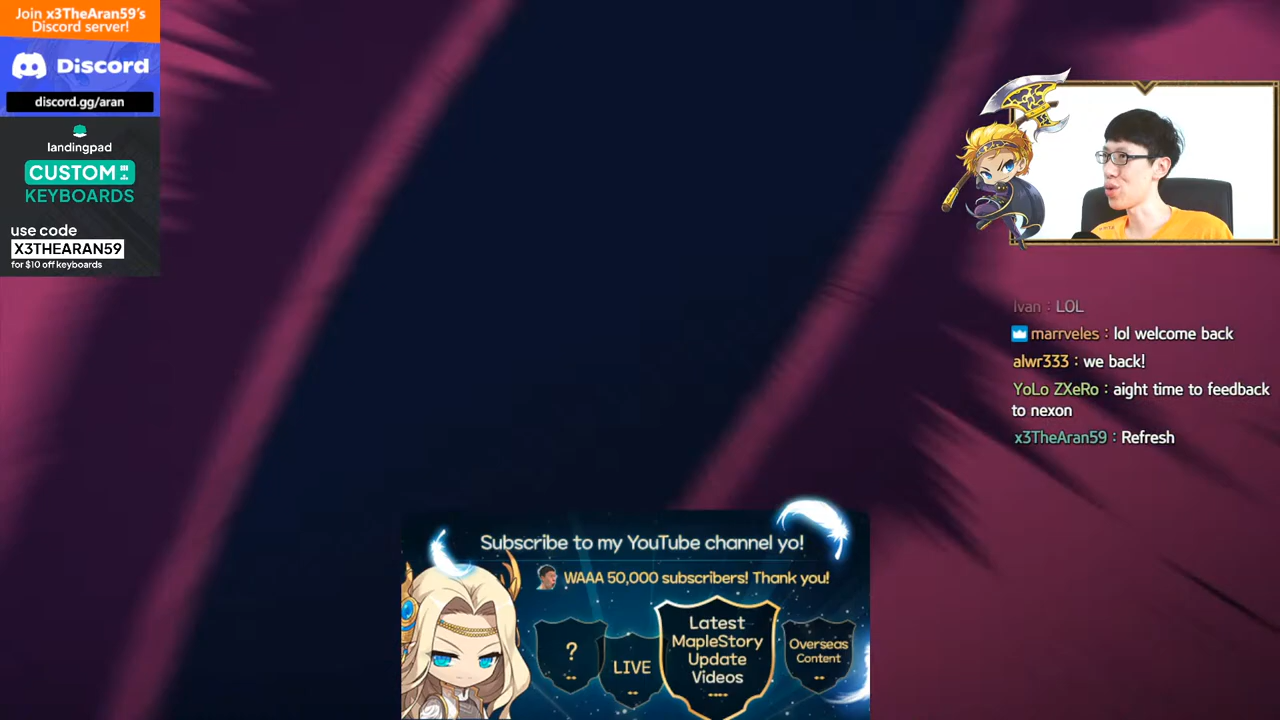 Join x3TheAran59's
Discord server!
Discord
discord.gg/aran
landingpad
CUSTOM
KEYBOARDS
use code
X3THEARAN59
for $10 off keyboards
Ivan : LOL
marrveles : lol welcome back
alwr333 : we back!
YoLo ZXeRo : aight time to feedback
to nexon
x3TheAran59 : Refresh
Subscribe to my YouTube channel yo!
WAAA 50,000 subscribers! Thank you!
?
--
LIVE
--
Latest
MapleStory
Update
Videos
----
Overseas
Content
--